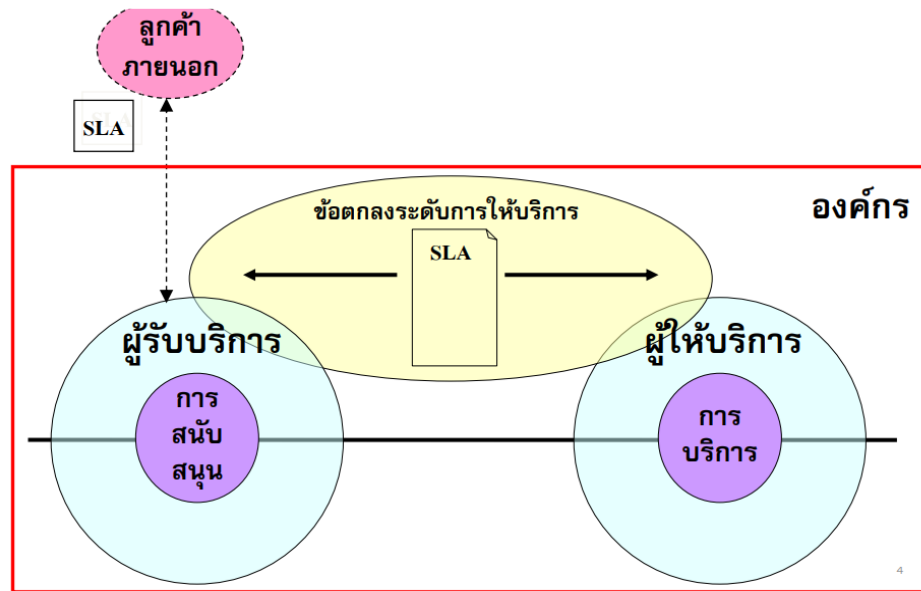 ลูกค้า
ภายนอก
SLA
องค์กร
ข้อตกลงระดับการให้บริการ
SLA
ผู้รับบริการ
ผู้ให้บริการ
การ
สนับ
สนุน
การ
บริการ
4